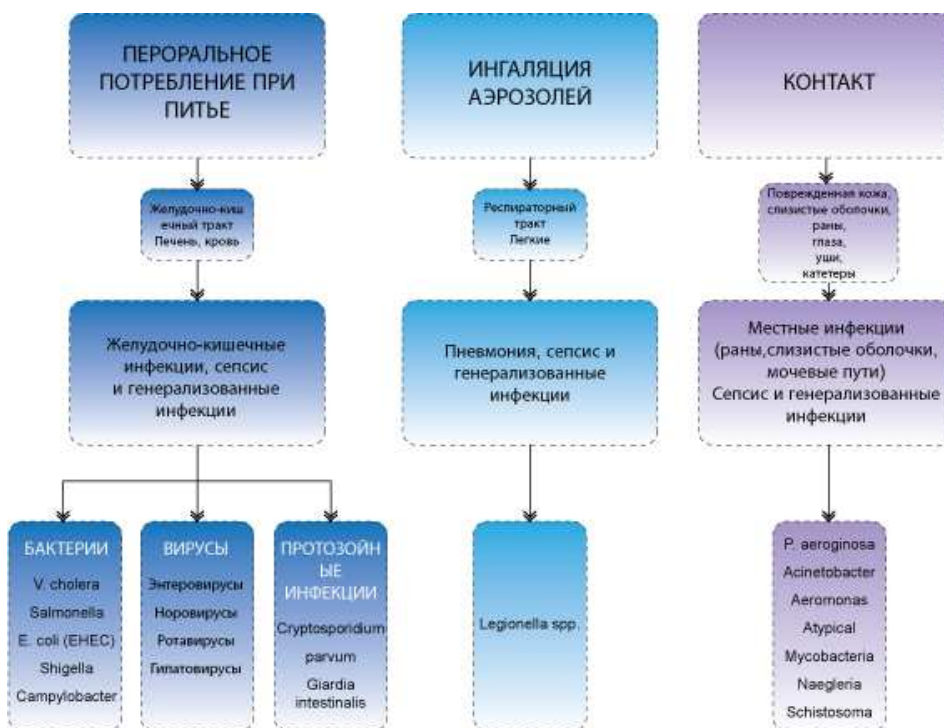 ПЕРОРАЛЬНОЕ
ПОТРЕБЛЕНИЕ ПРИ
ПИТЬЕ
Желудочно-киш
ечный тракт
Печень, кровь
Желудочно-кишечные
инфекции, сепсис
и генерализованные
инфекции
БАКТЕРИИ
V. cholera
Salmonella
E. coli (EHEC)
Shigella
Campylobacter
ВИРУСЫ
Энтеровирусы
Норовирусы
Ротавирусы
Гипатовирусы
ПРОТОЗОЙН
ЫЕ
ИНФЕКЦИИ
Cryptosporidium
parvum
Giardia
intestinalis
ИНГАЛЯЦИЯ
АЭРОЗОЛЕЙ
Респираторный
тракт
Легкие
Пневмония, сепсис и
генерализованные
инфекции
Legionella spp.
КОНТАКТ
Поврежденная кожа,
слизистые оболочки,
раны,
глаза,
уши,
катетеры
Местные инфекции
(раны,слизистые оболочки,
мочевые пути)
Сепсис и генерализованные
инфекции
P. aeroginosa
Acinetobacter
Aeromonas
Atypical
Mycobacteria
Naegleria
Schistosoma